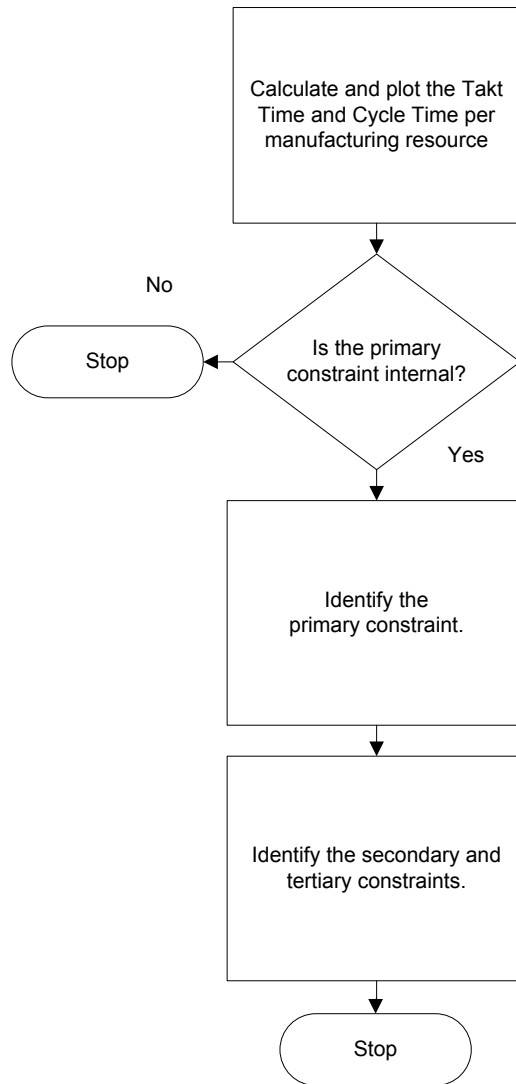 Calculate and plot the Takt
Time and Cycle Time per
manufacturing resource
No
Stop
Is the primary
constraint internal?
Yes
Identify the
primary constraint.
Identify the secondary and
tertiary constraints.
Stop